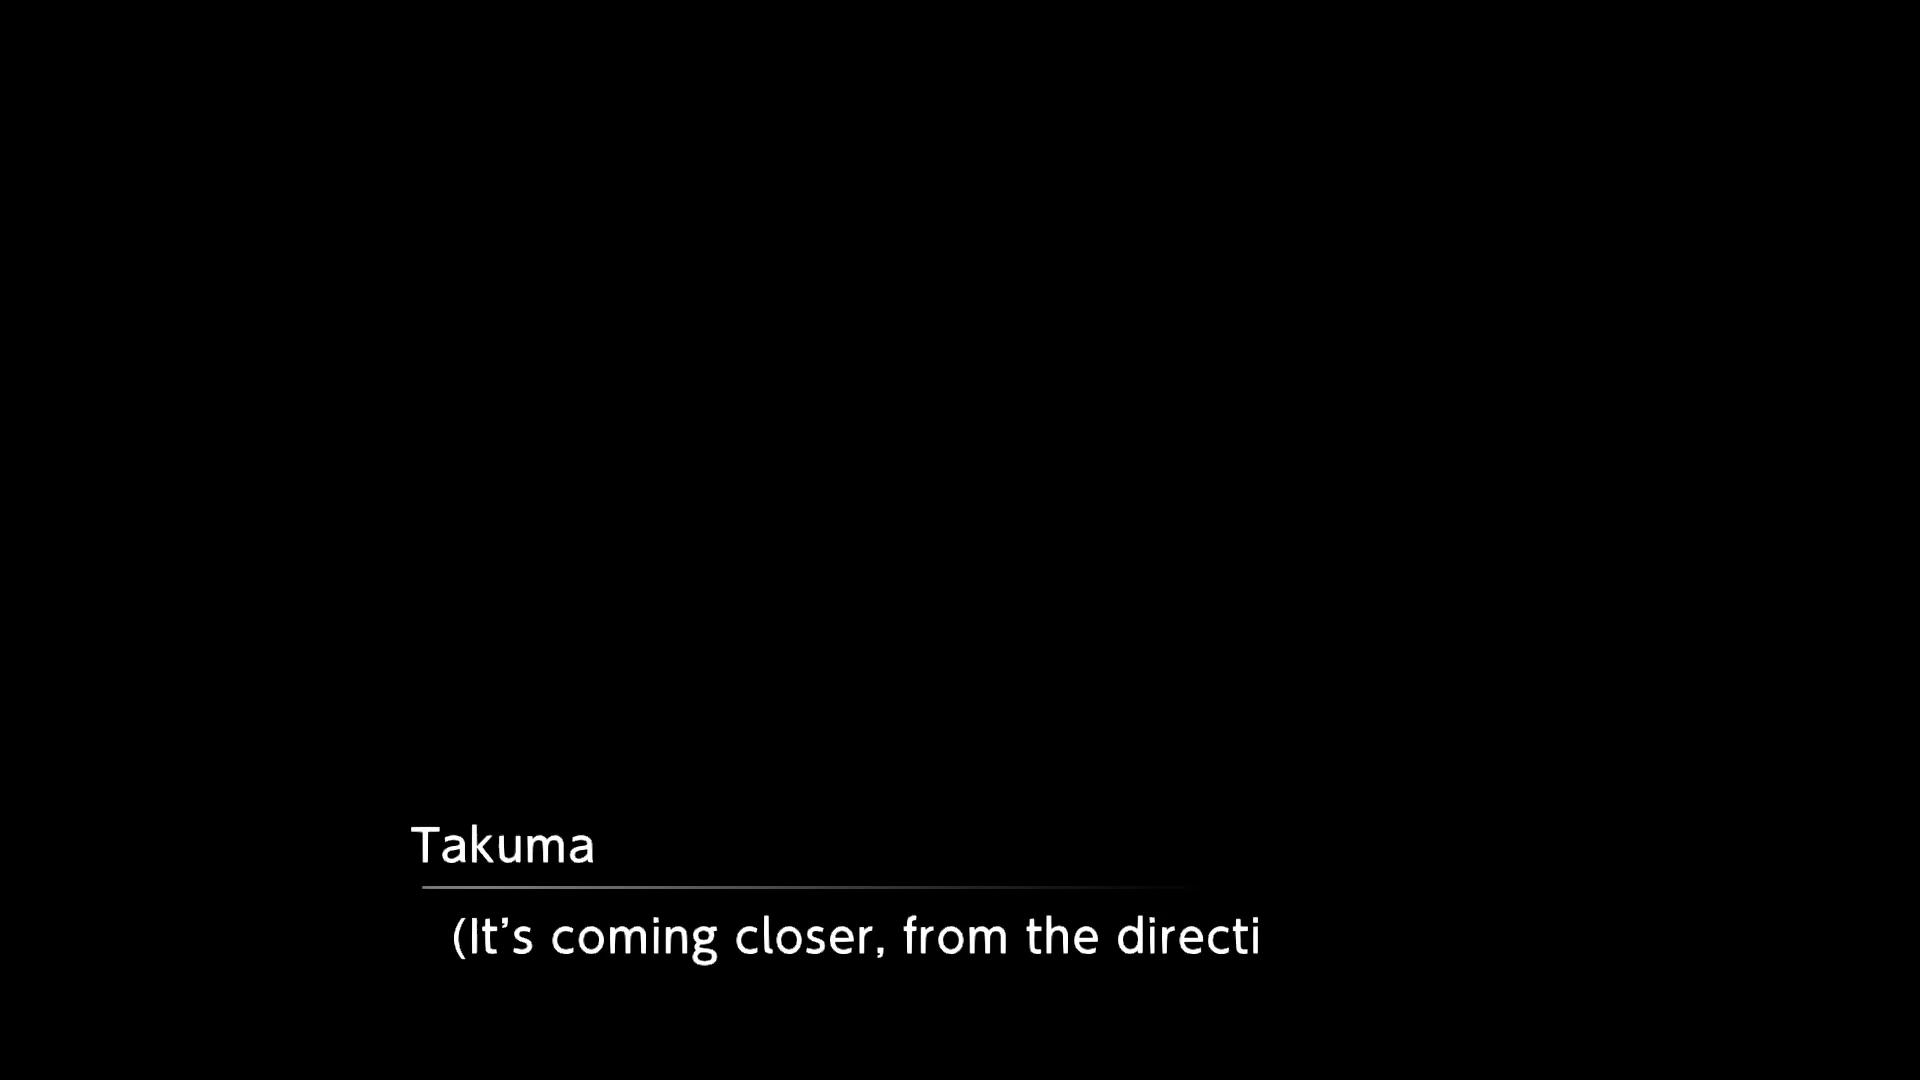 Takuma
(It’s coming closer, from the directi